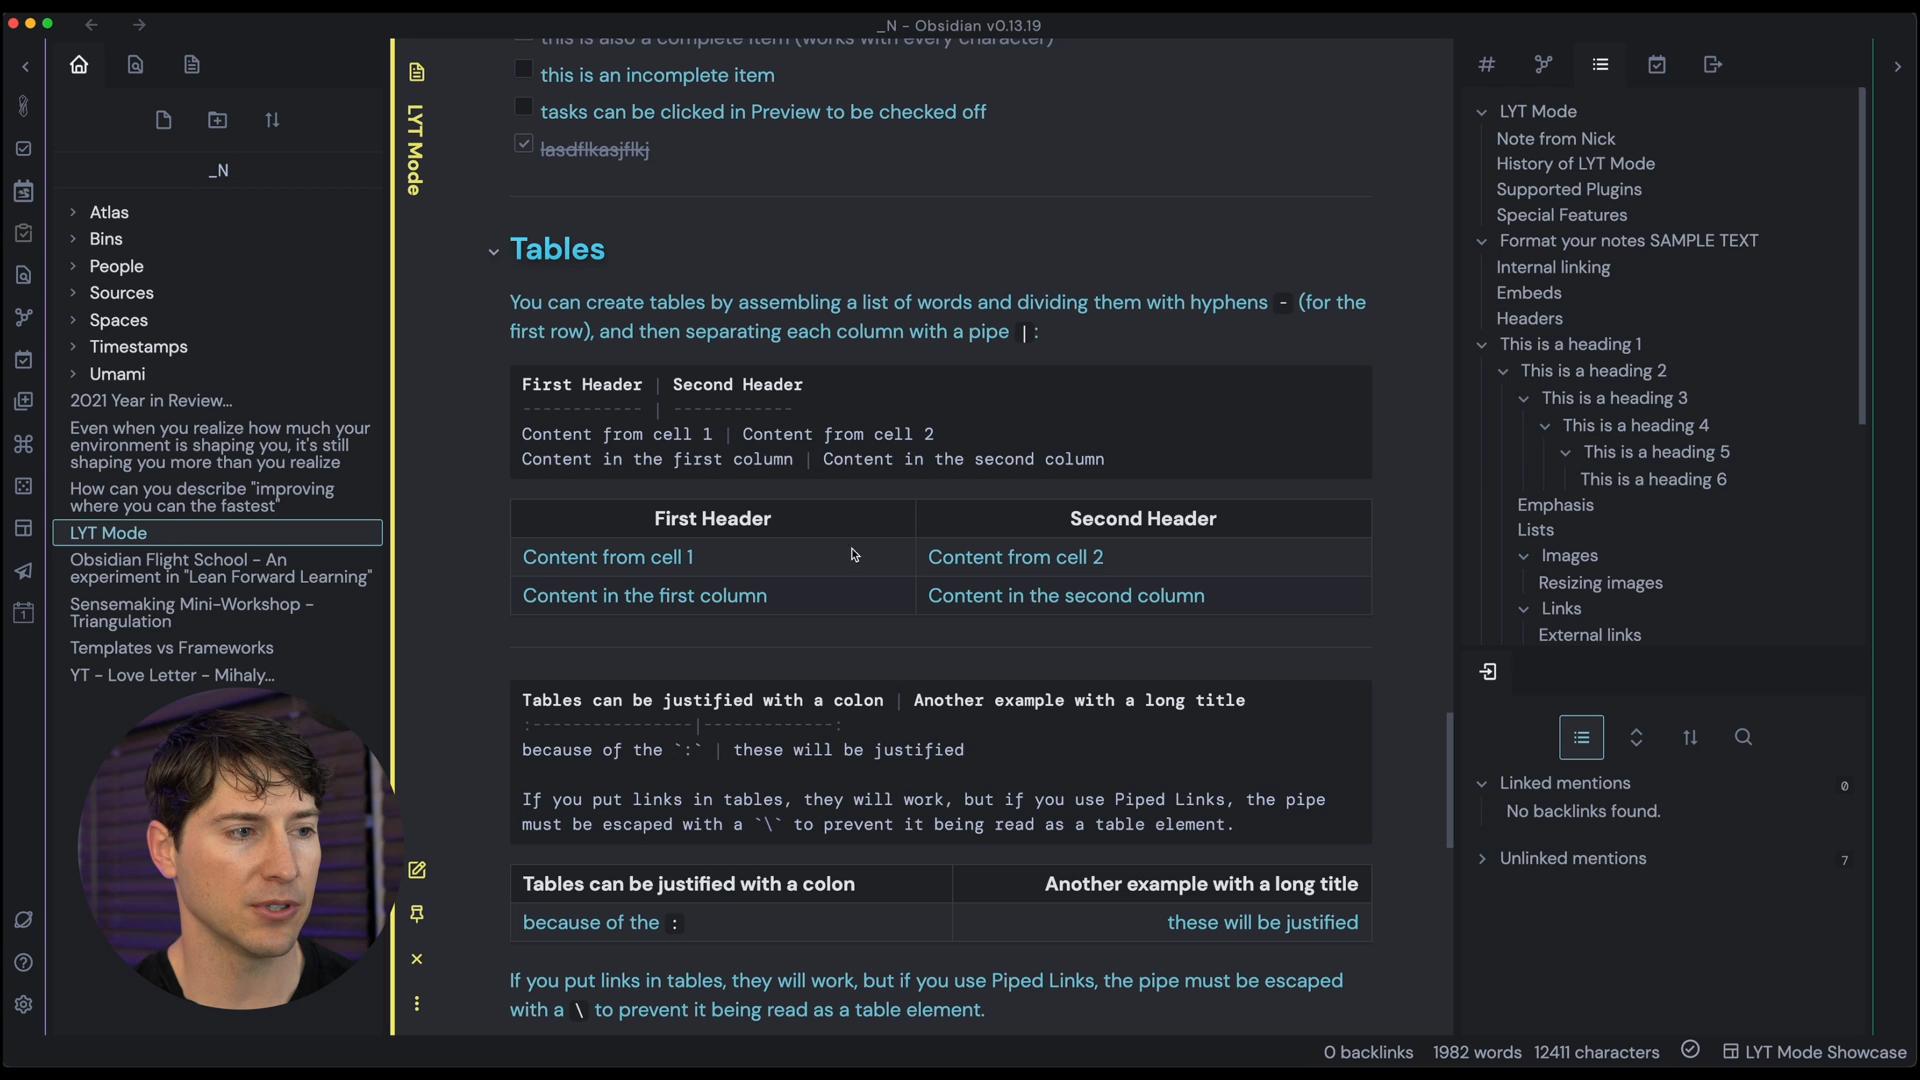 _N - Obsidian v0.13.19
_N
Atlas
Bins
People
Sources
Spaces
Timestamps
Umami
2021 Year in Review...
Even when you realize how much your
environment is shaping you, it's still
shaping you more than you realize
How can you describe "improving
where you can the fastest"
LYT Mode
Obsidian Flight School - An
experiment in "Lean Forward Learning"
Sensemaking Mini-Workshop -
Triangulation
Templates vs Frameworks
YT - Love Letter - Mihaly...
1
LYT Mode
this is also a complete item (works with every character)
this is an incomplete item
tasks can be clicked in Preview to be checked off
lasdflkasjflkj
Tables
You can create tables by assembling a list of words and dividing them with hyphens - (for the
first row), and then separating each column with a pipe | :
First Header | Second Header
------------ | ------------
Content from cell 1 | Content from cell 2
Content in the first column | Content in the second column
First Header Second Header
Content from cell 1 Content from cell 2
Content in the first column Content in the second column
Tables can be justified with a colon | Another example with a long title
:----------------|-------------:
because of the `:` | these will be justified
If you put links in tables, they will work, but if you use Piped Links, the pipe
must be escaped with a `\` to prevent it being read as a table element.
Tables can be justified with a colon Another example with a long title
because of the : these will be justified
If you put links in tables, they will work, but if you use Piped Links, the pipe must be escaped
with a \ to prevent it being read as a table element.
LYT Mode
Note from Nick
History of LYT Mode
Supported Plugins
Special Features
Format your notes SAMPLE TEXT
Internal linking
Embeds
Headers
This is a heading 1
This is a heading 2
This is a heading 3
This is a heading 4
This is a heading 5
This is a heading 6
Emphasis
Lists
Images
Resizing images
Links
External links
Linked mentions 0
No backlinks found.
Unlinked mentions 7
0 backlinks 1982 words 12411 characters LYT Mode Showcase